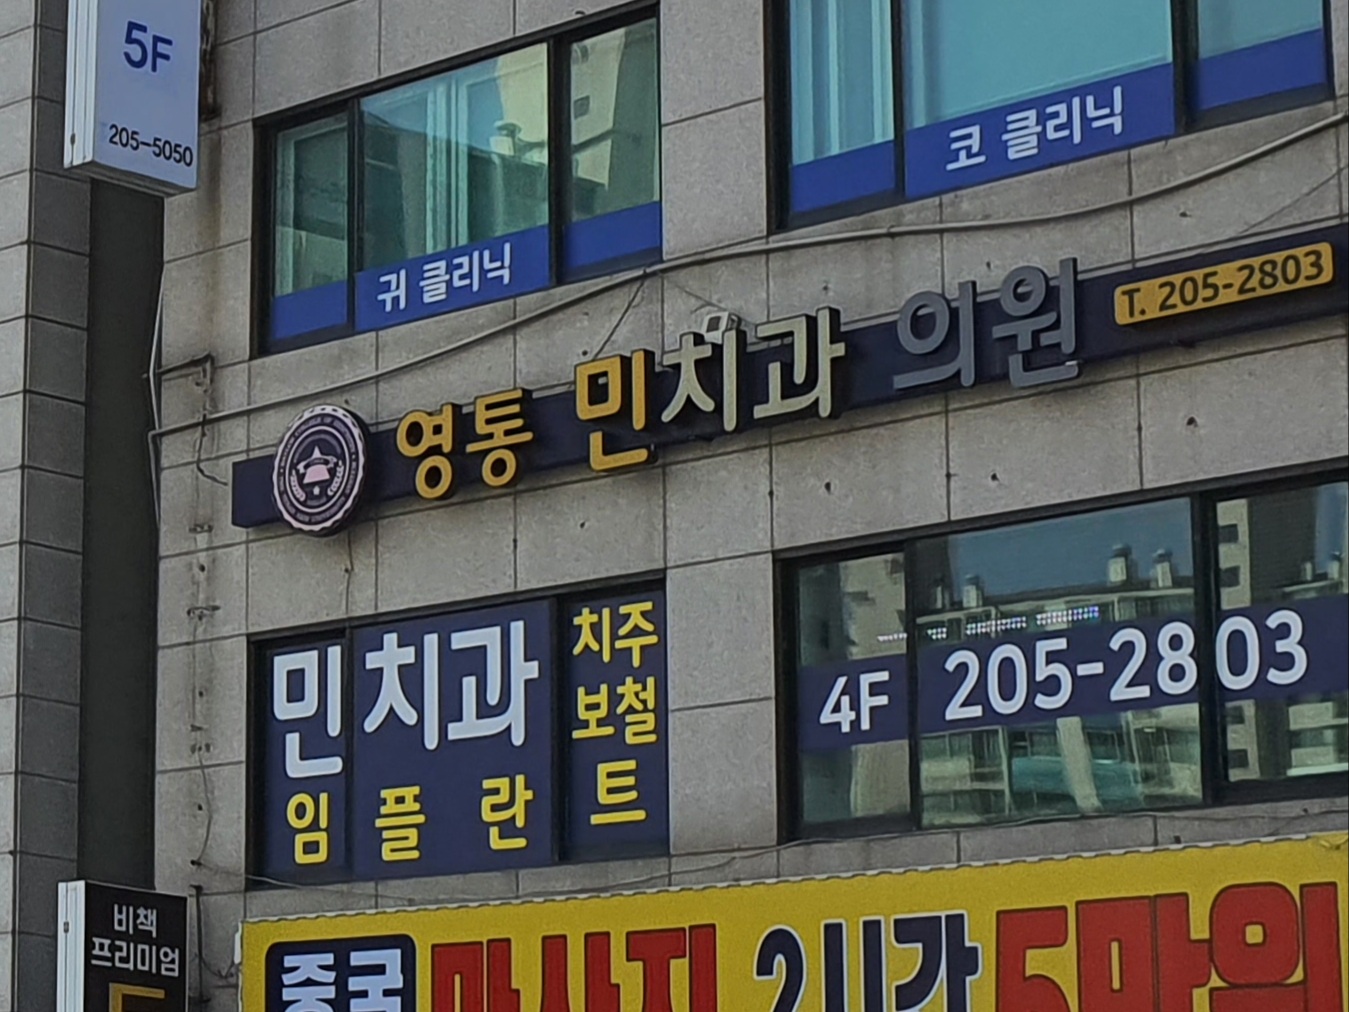 5F
205-5050
코 클리닉
귀 클리닉
영통 민치과 의원 T. 205-2803
민치과 치주
보철
임플란트
4F 205-2803
비책
프리미엄
중국 마사지 2시간 5만원